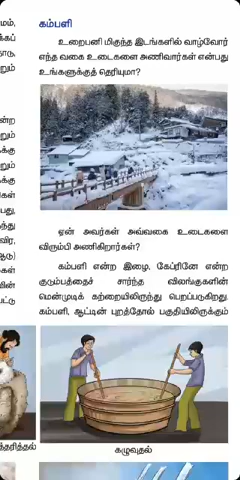 கம்பளி
உறைபனி மிகுந்த இடங்களில் வாழ்வோர்
எந்த வகை உடைகளை அணிவார்கள் என்பது
உங்களுக்குத் தெரியுமா?
ஏன் அவர்கள் அவ்வகை உடைகளை
விரும்பி அணிகிறார்கள்?
கம்பளி என்ற இழை, கேப்ரினே என்ற
குடும்பத்தைச் சார்ந்த விலங்குகளின்
மென்முடிக் கற்றையிலிருந்து பெறப்படுகிறது.
கம்பளி, ஆட்டின் புறத்தோல் பகுதியிலிருக்கும்
கழுவுதல்